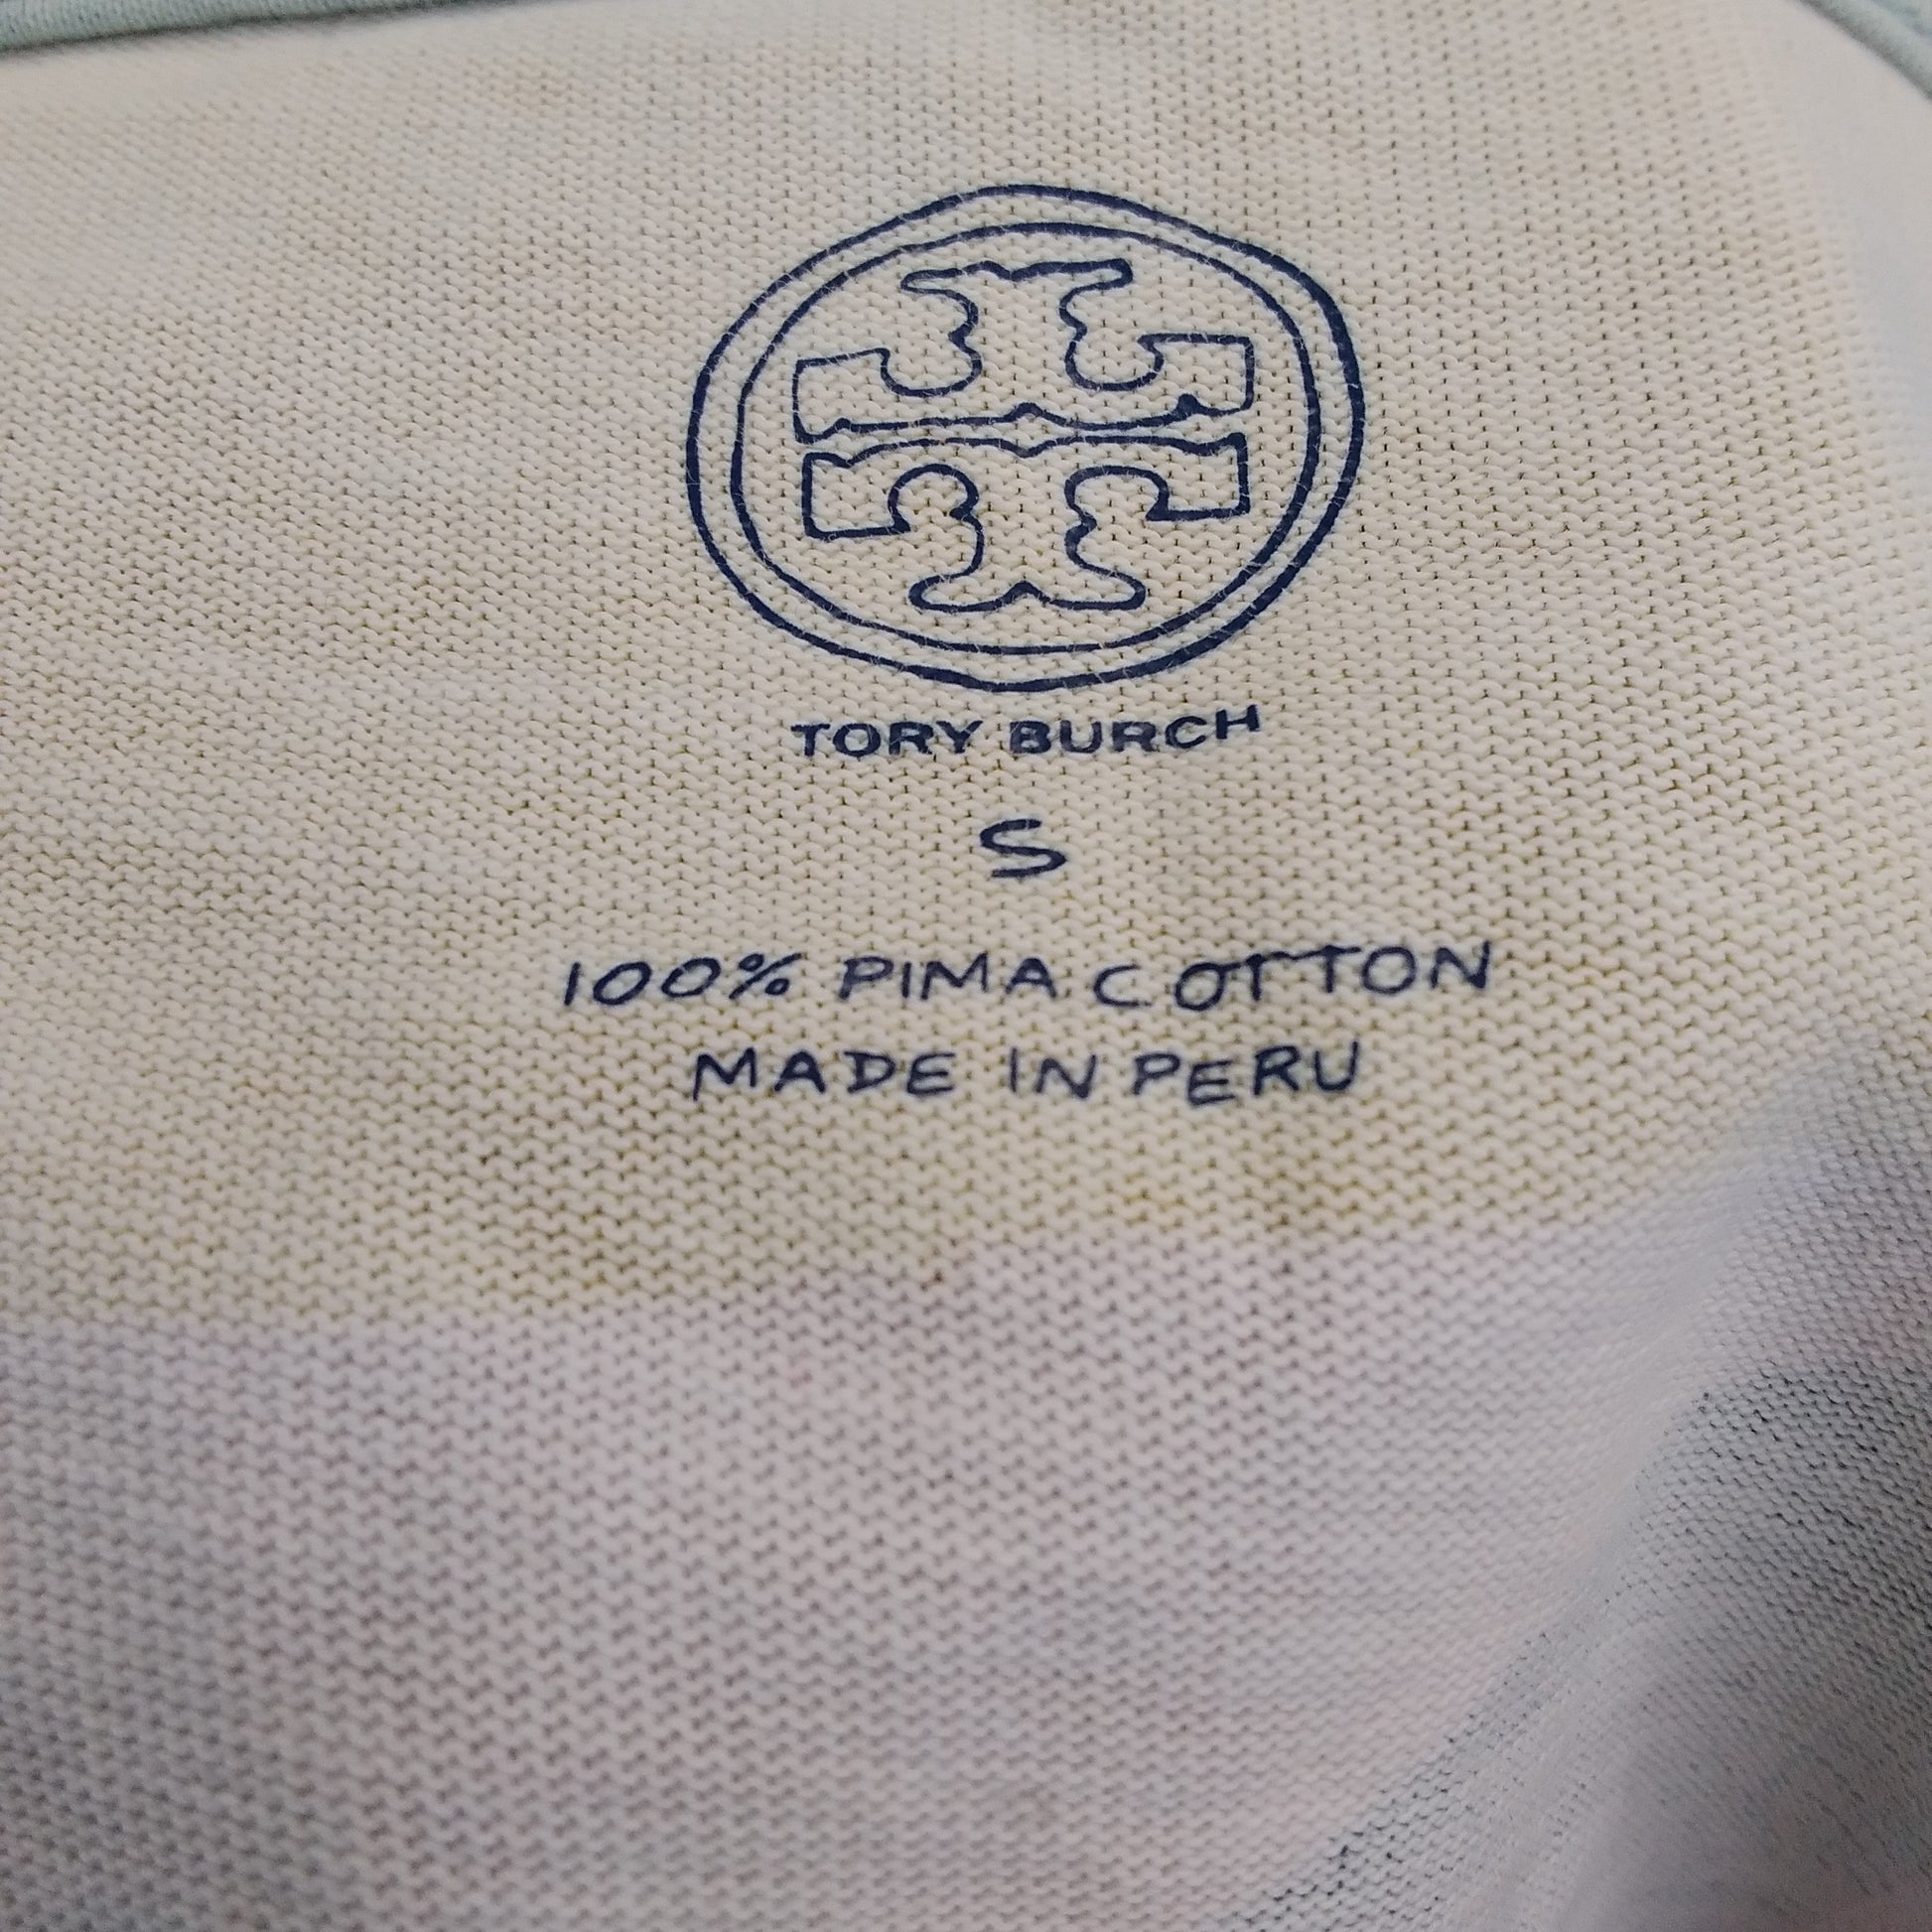 TORY BURCH
S
100% PIMA COTTON
MADE IN PERU